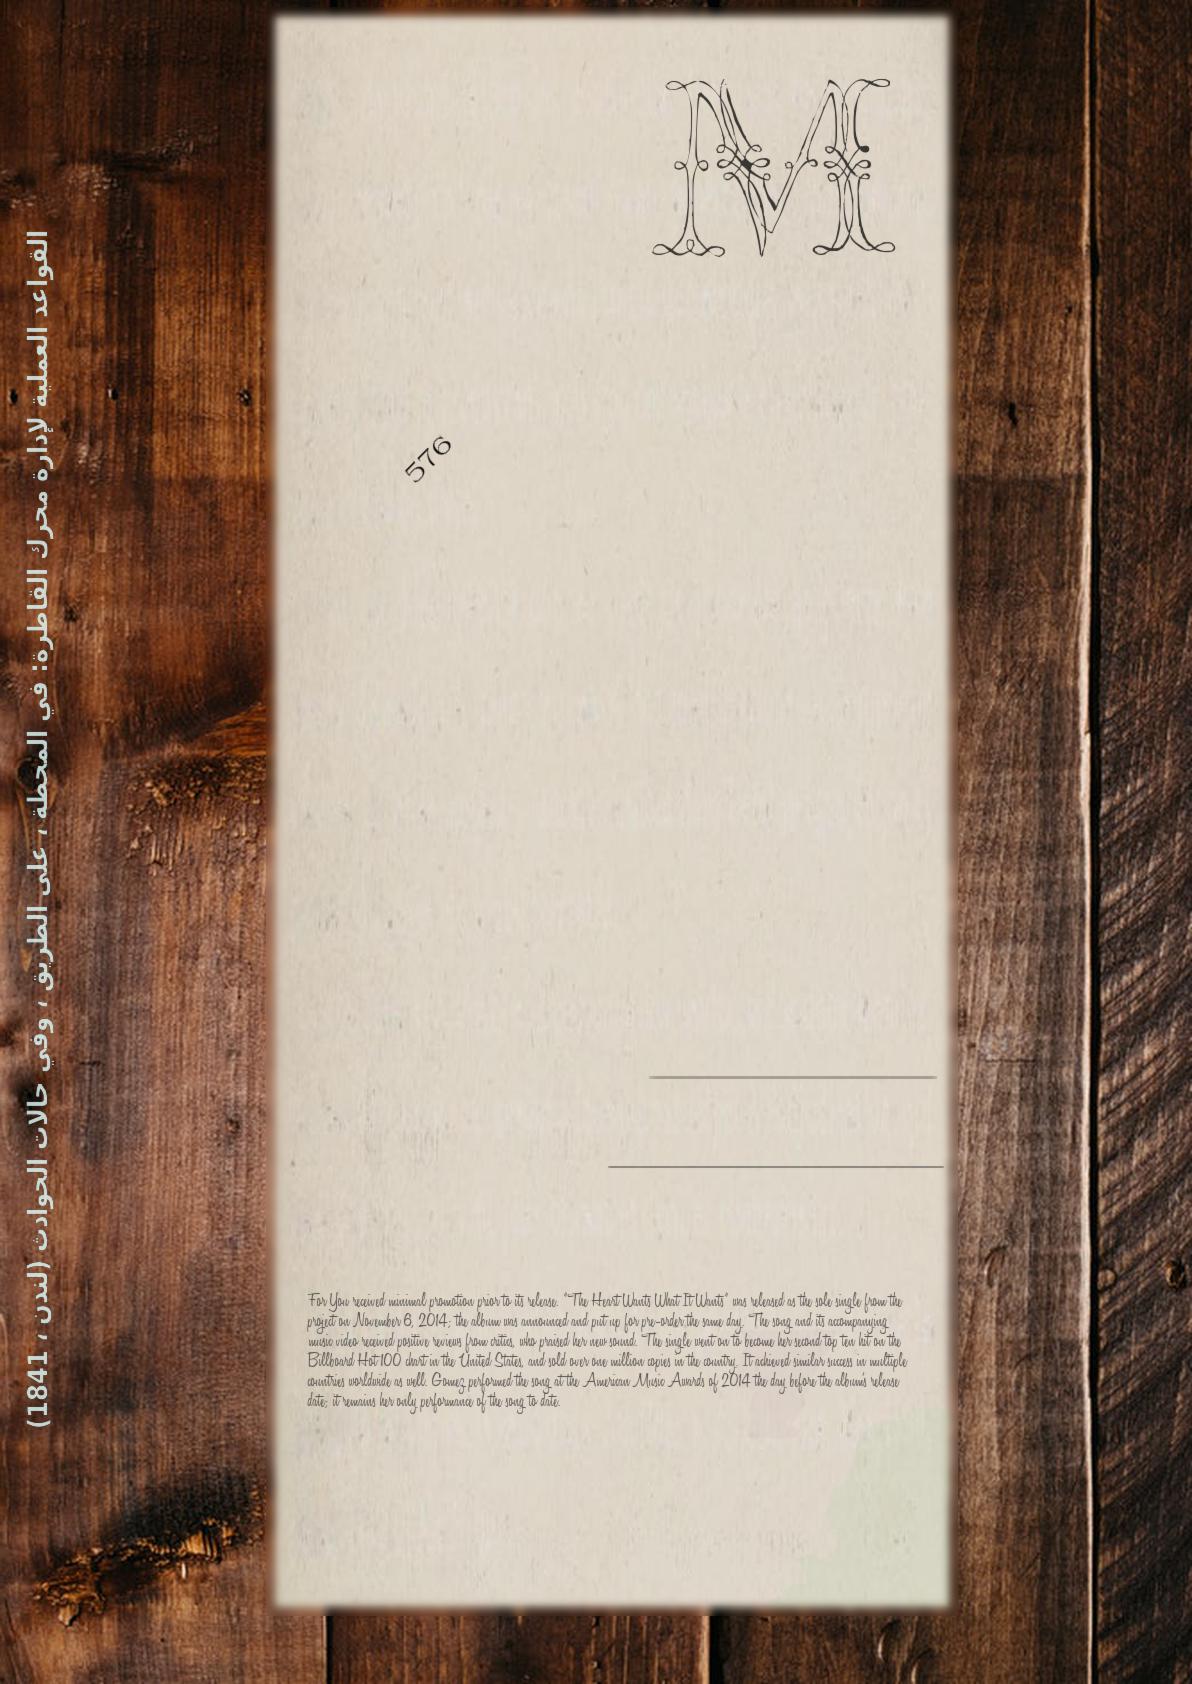 M
576
القواعد العملية لإدارة محرك القاطرة: في المحطة ، على الطريق ، وفي حالات الحوادث (لندن ، 1841)
For You received minimal promotion prior to its release. "The Heart Wants What It Wants" was released as the sole single from the
project on November 6, 2014; the album was announced and put up for pre-order the same day. The song and its accompanying
music video received positive reviews from critics, who praised her new sound. The single went on to become her second top ten hit on the
Billboard Hot 100 chart in the United States, and sold over one million copies in the country. It achieved similar success in multiple
countries worldwide as well. Gomez performed the song at the American Music Awards of 2014 the day before the album's release
date; it remains her only performance of the song to date.